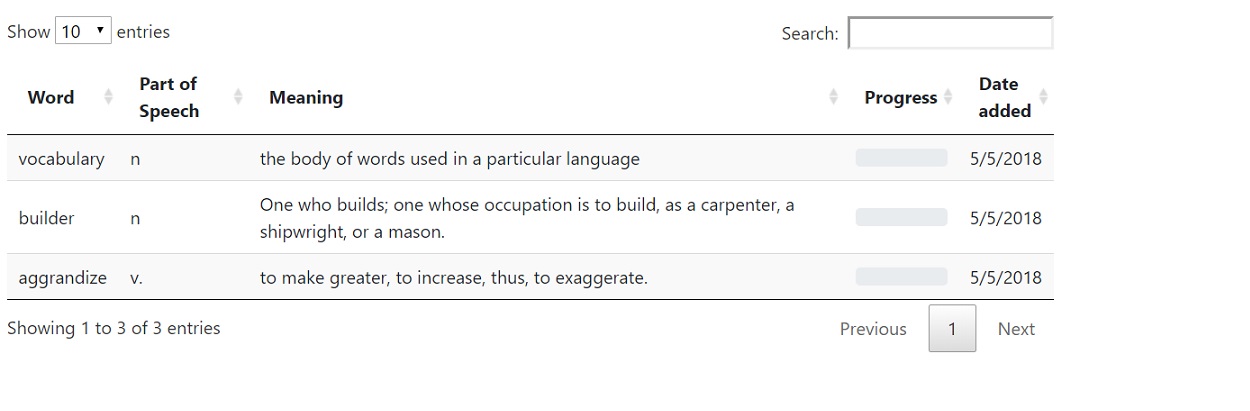 Show 10 entries Search:
Word Part of Speech Meaning Progress Date added
vocabulary n the body of words used in a particular language 5/5/2018
builder n One who builds; one whose occupation is to build, as a carpenter, a
shipwright, or a mason. 5/5/2018
aggrandize v. to make greater, to increase, thus, to exaggerate. 5/5/2018
Showing 1 to 3 of 3 entries Previous 1 Next